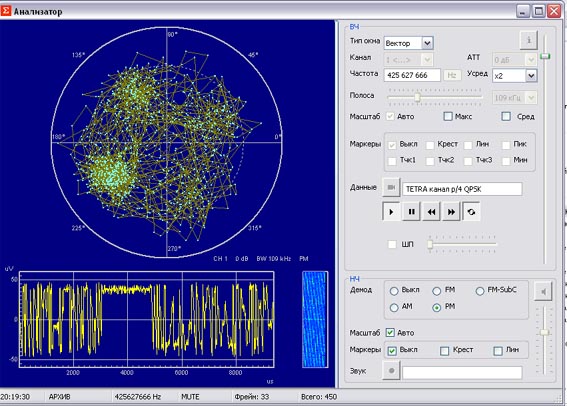 Анализатор
90°
45°
0°
315°
270°
225°
180°
135°
CH 1 0 dB BW 109 kHz PM
uV
50
0
-50
2000 4000 6000 8000
us
ВЧ
Тип окна Вектор i
Канал 1 <...> АТТ 0 дБ
Частота 425 627 666 Hz Усред x2
Полоса 109 кГц
Масштаб Авто Макс Сред
Маркеры Выкл Крест Лин Пик
Тчк1 Тчк2 Тчк3 Мин
Данные TETRA канал p/4 QPSK
ШП
НЧ
Демод Выкл FM FM-SubC
AM PM
Масштаб Авто
Маркеры Выкл Крест Лин
Звук
20:19:30 АРХИВ 425627666 Hz MUTE Фрейм: 33 Всего: 450